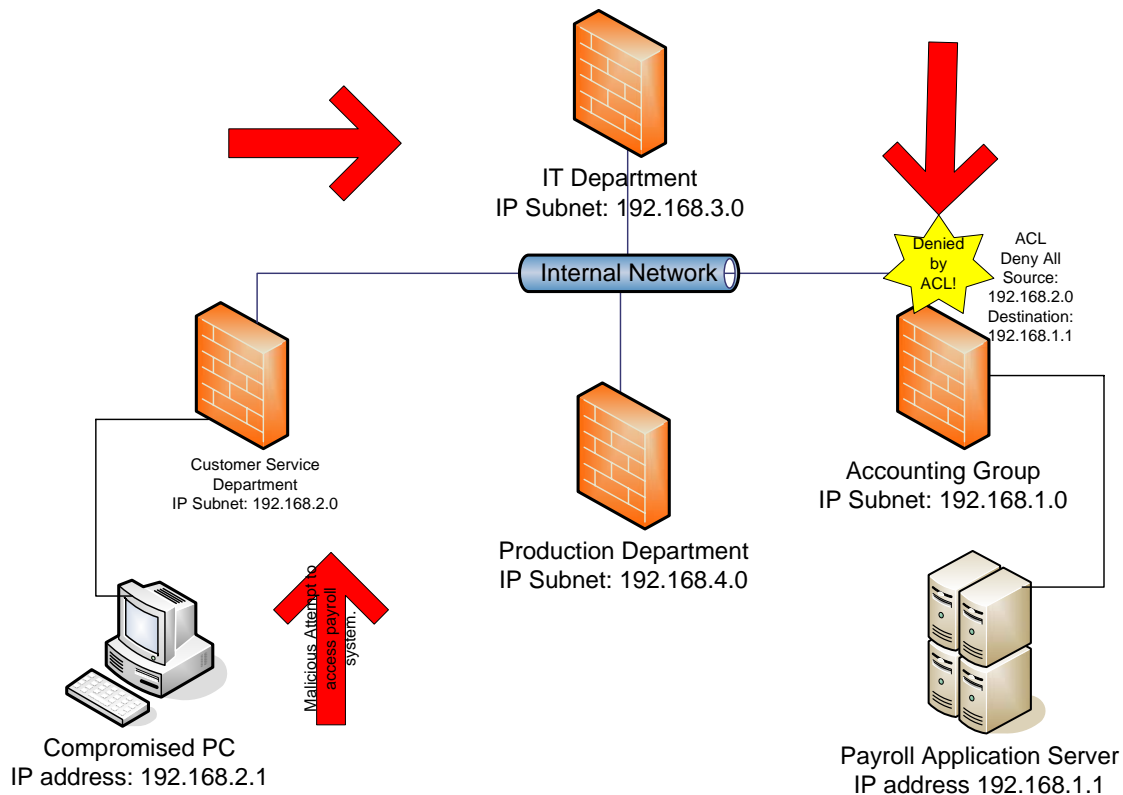 IT Department
IP Subnet: 192.168.3.0
Internal Network
Denied
by
ACL!
ACL
Deny All
Source:
192.168.2.0
Destination:
192.168.1.1
Customer Service
Department
IP Subnet: 192.168.2.0
Accounting Group
IP Subnet: 192.168.1.0
Production Department
IP Subnet: 192.168.4.0
Malicious Attempt to
access payroll
system.
Compromised PC
IP address: 192.168.2.1
Payroll Application Server
IP address 192.168.1.1